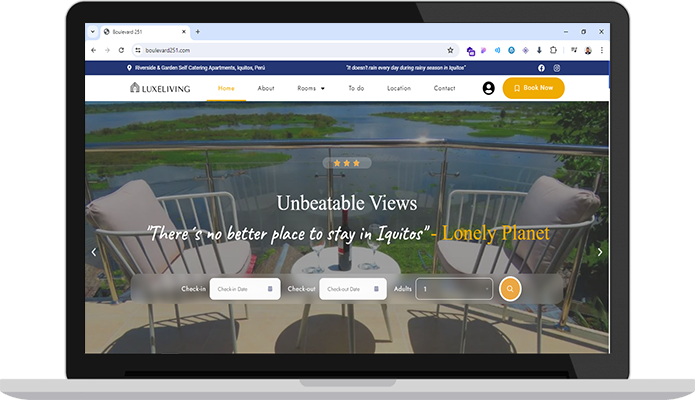 Boulevard-251
boulevard251.com
Riverside & Garden Self Catering Apartments, Iquitos, Perú
"It doesn't rain every day during rainy season in Iquitos"
LUXELIVING
Home About Rooms To do Location Contact
Book Now
Unbeatable Views
"There's no better place to stay in Iquitos" - Lonely Planet
Check-in Check-in Date Check-out Check-out Date Adults 1